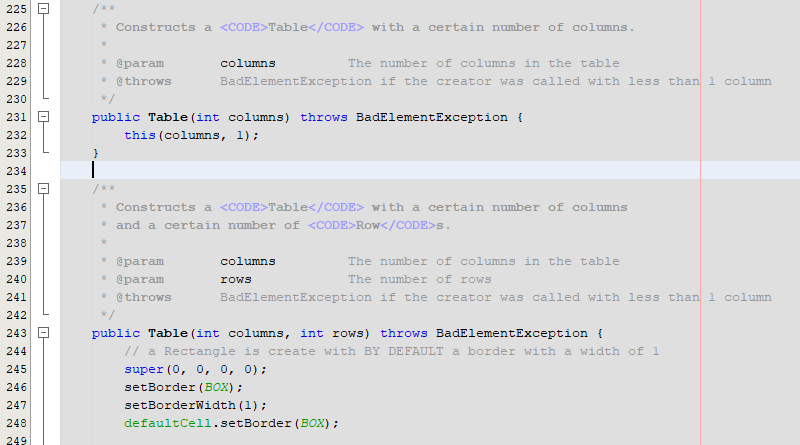 225 /**
226 * Constructs a <CODE>Table</CODE> with a certain number of columns.
227 *
228 * @param columns The number of columns in the table
229 * @throws BadElementException if the creator was called with less than 1 column
230 */
231 public Table(int columns) throws BadElementException {
232 this(columns, 1);
233 }
234
235 /**
236 * Constructs a <CODE>Table</CODE> with a certain number of columns
237 * and a certain number of <CODE>Row</CODE>s.
238 *
239 * @param columns The number of columns in the table
240 * @param rows The number of rows
241 * @throws BadElementException if the creator was called with less than 1 column
242 */
243 public Table(int columns, int rows) throws BadElementException {
244 // a Rectangle is create with BY DEFAULT a border with a width of 1
245 super(0, 0, 0, 0);
246 setBorder(BOX);
247 setBorderWidth(1);
248 defaultCell.setBorder(BOX);
249